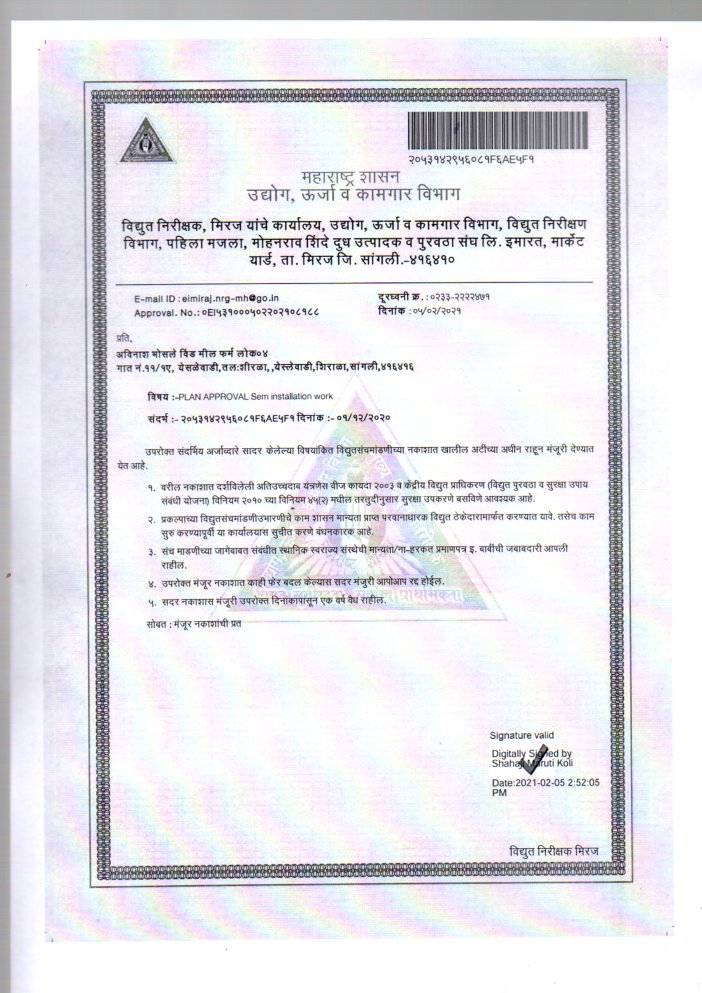 २०५३१४२९५६०८१F६AE५F१
महाराष्ट्र शासन
उद्योग, ऊर्जा व कामगार विभाग
विद्युत निरीक्षक, मिरज यांचे कार्यालय, उद्योग, ऊर्जा व कामगार विभाग, विद्युत निरीक्षण
विभाग, पहिला मजला, मोहनराव शिंदे दुध उत्पादक व पुरवठा संघ लि. इमारत, मार्केट
यार्ड, ता. मिरज जि. सांगली.-४१६४१०
E-mail ID : eimiraj.nrg-mh@go.in
दूरध्वनी क्र. : ०२३३-२२२२४७१
Approval. No.: ०EI५३१०००५०२२०२१०८१८८
दिनांक : ०५/०२/२०२१
प्रति,
अविनाश भोसले विंड मील फर्म लोक०४
गात नं.११/१ए, येसळेवाडी,तल:शीरळा, ,येस्लेवाडी,शिराळा,सांगली,४१६४१६
विषय :-PLAN APPROVAL Sem installation work
संदर्भ :- २०५३१४२९५६०८१F६AE५F१ दिनांक :- ०१/१२/२०२०
उपरोक्त संदर्भिय अर्जाव्दारे सादर केलेल्या विषयांकित विद्युतसंचमांडणीच्या नकाशात खालील अटींच्या अधीन राहून मंजूरी देण्यात
येत आहे.
१. वरील नकाशात दर्शविलेली अतिउच्चदाब यंत्रणेस वीज कायदा २००३ व केंद्रीय विद्युत प्राधिकरण (विद्युत पुरवठा व सुरक्षा उपाय
संबंधी योजना) विनियम २०१० च्या विनियम ४५(२) मधील तरतुदीनुसार सुरक्षा उपकरणे बसविणे आवश्यक आहे.
२. प्रकल्पाच्या विद्युतसंचमांडणीउमारणीचे काम शासन मान्यता प्राप्त परवानाधारक विद्युत ठेकेदारामार्फत करण्यात यावे. तसेच काम
सुरु करण्यापूर्वी या कार्यालयास सुचीत करणे बंधनकारक आहे.
३. संच माडणीच्या जागेबाबत संबंधीत स्थानिक स्वराज्य संस्थेची मान्यता/ना-हरकत प्रमाणपत्र इ. बाबींची जबाबदारी आपली
राहील.
४. उपरोक्त मंजूर नकाशात काही फेर बदल केल्यास सदर मंजुरी आपोआप रद्द होईल.
५. सदर नकाशास मंजुरी उपरोक्त दिनाकापासून एक वर्ष वैध राहील.
सोबत : मंजूर नकाशांची प्रत
Signature valid
Digitally Signed by
Shahaji Maruti Koli
Date:2021-02-05 2:52:05
PM
विद्युत निरीक्षक मिरज